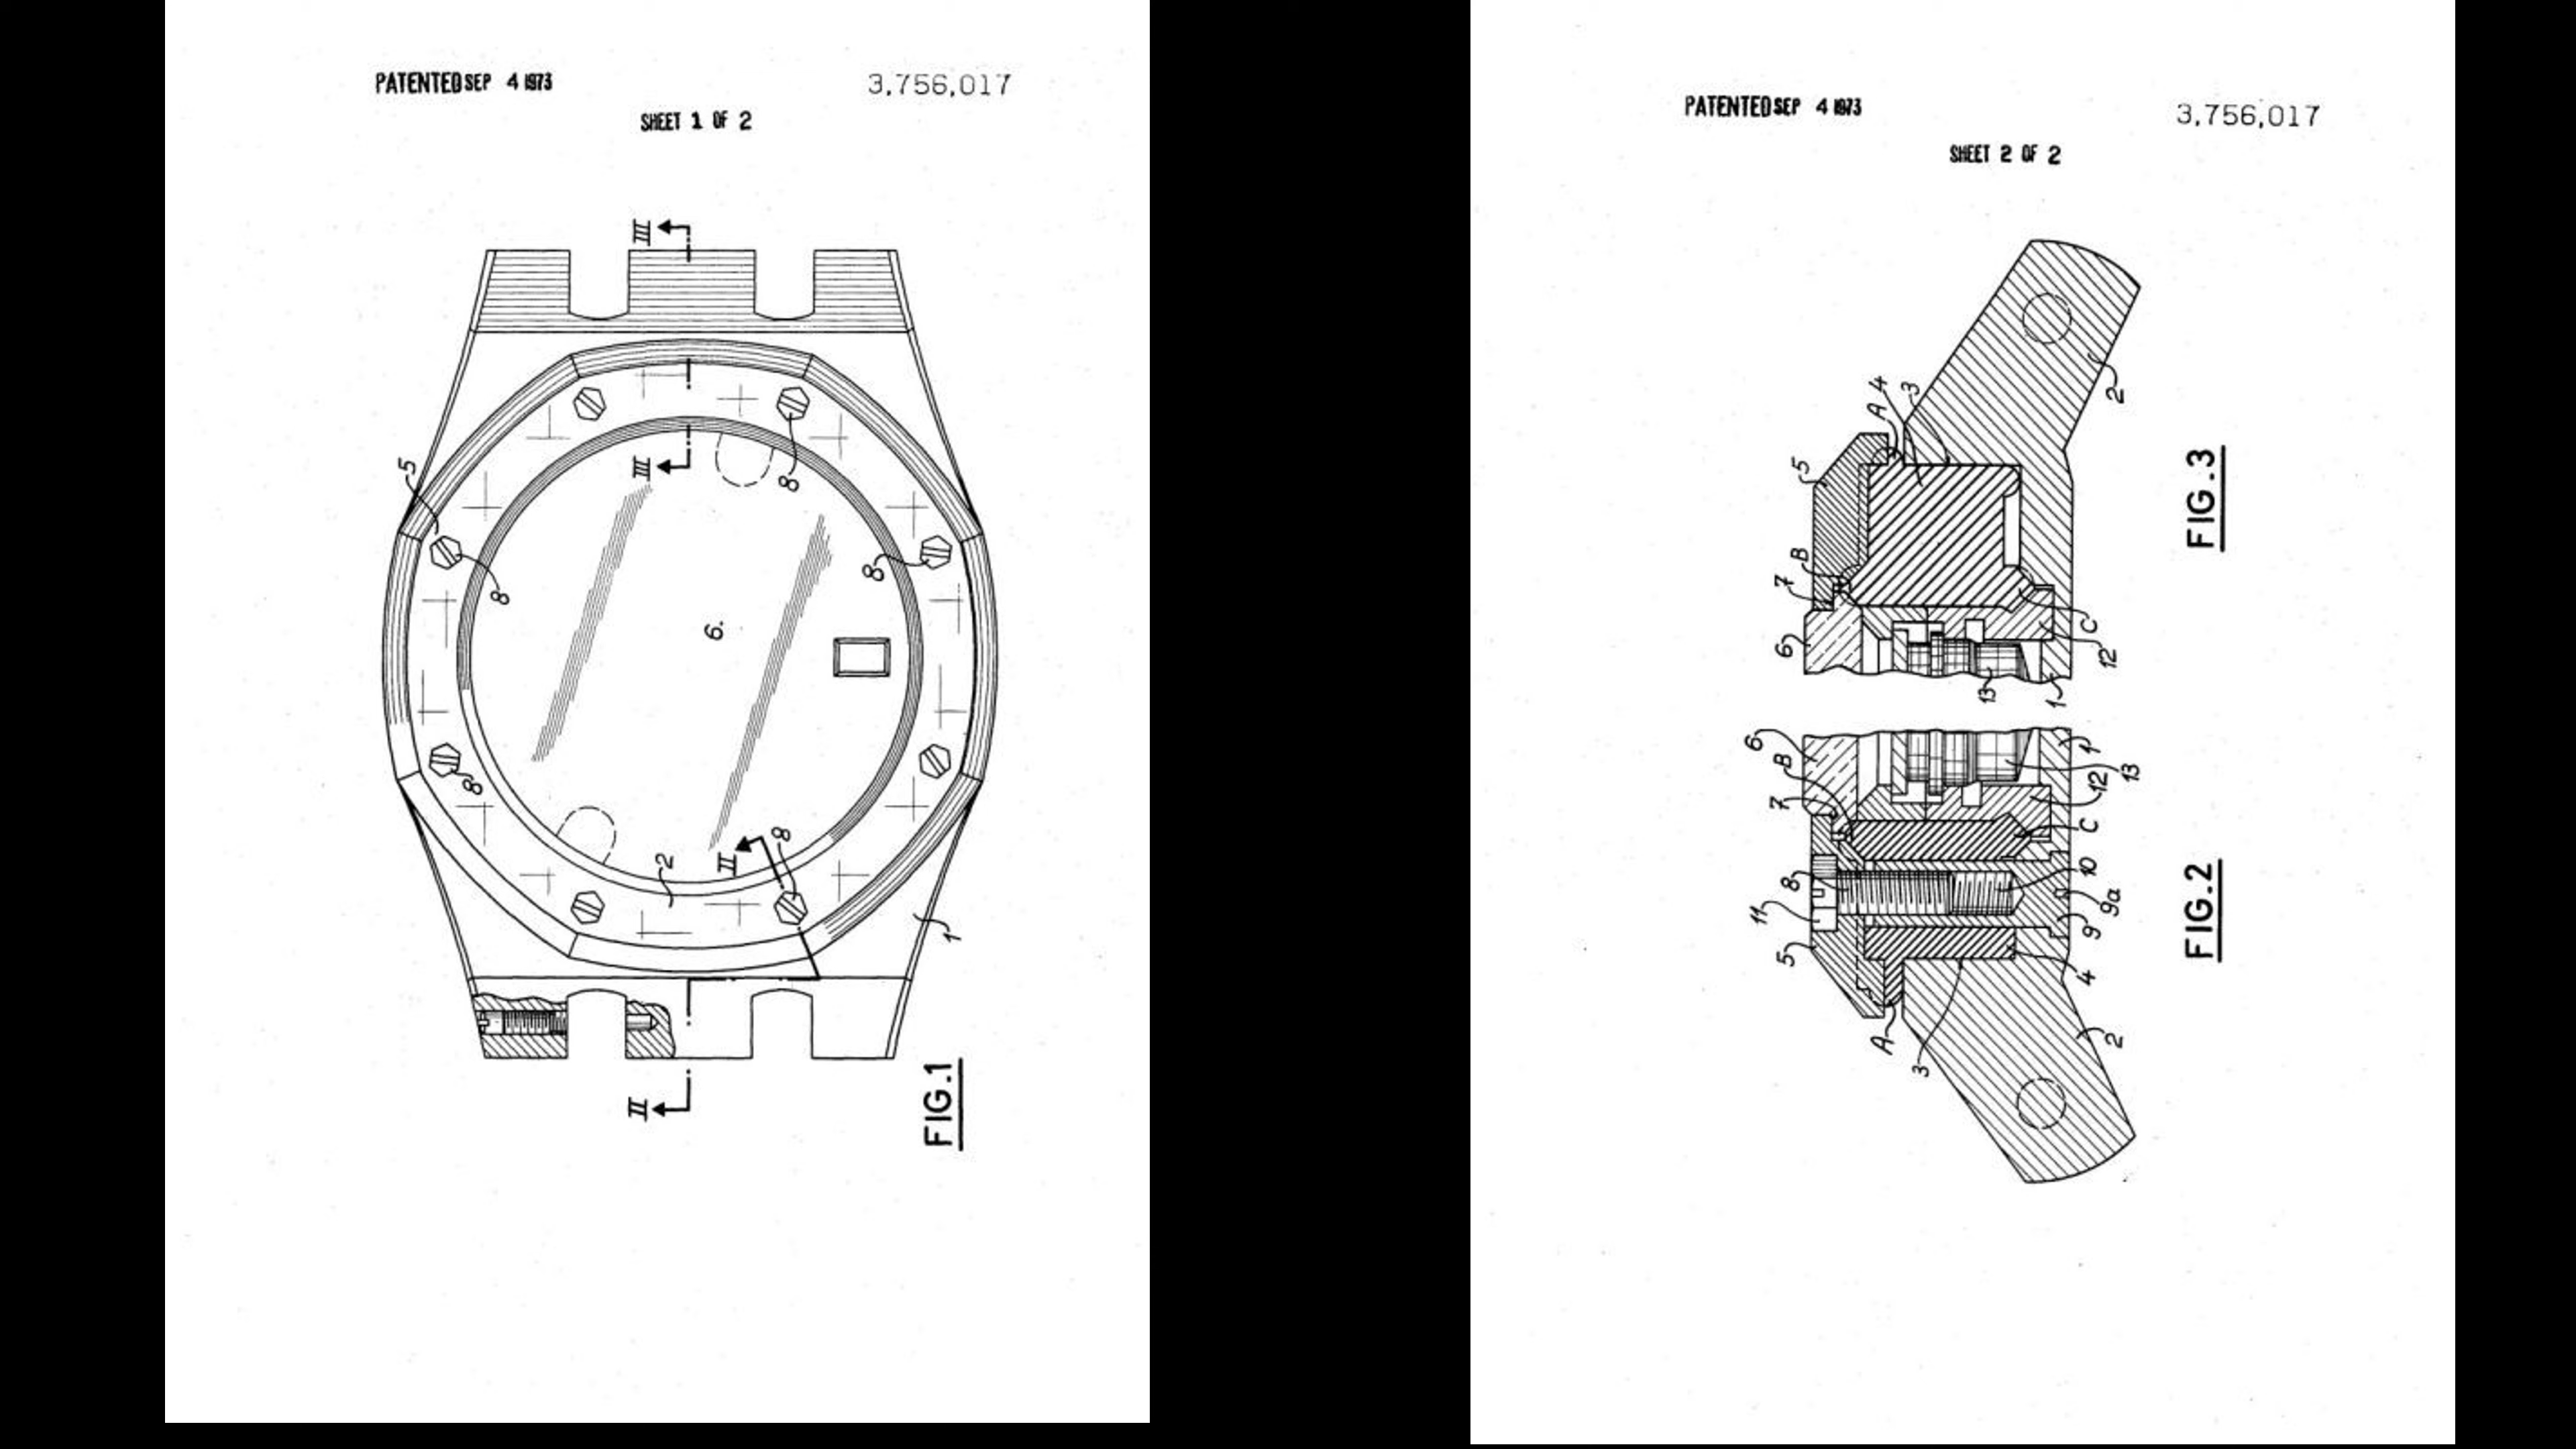 PATENTED SEP 4 1973
3,756,017
SHEET 1 OF 2
III
III
5
8
8
8
6.
8
8
2
II
1
II
FIG.1
PATENTED SEP 4 1973
3,756,017
SHEET 2 OF 2
4
A
3
2
5
B
7
6
C
12
13
1
FIG.3
6
B
7
1
13
12
C
8
10
11
9a
9
5
4
A
3
2
FIG.2